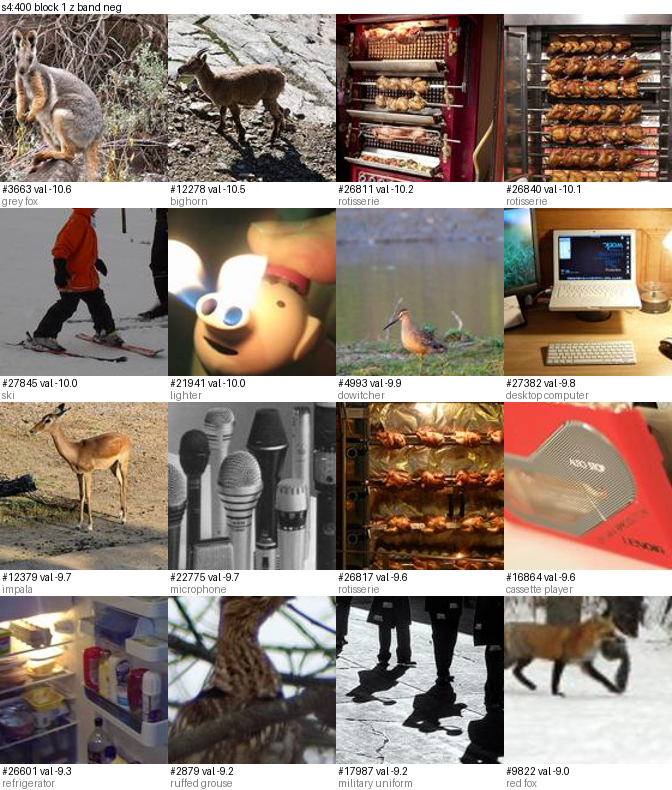 s4:400 block 1 z band neg
#3663 val -10.6
grey fox
#12278 val -10.5
bighorn
#26811 val -10.2
rotisserie
#26840 val -10.1
rotisserie
#27845 val -10.0
ski
#21941 val -10.0
lighter
#4993 val -9.9
dowitcher
#27382 val -9.8
desktop computer
AUTO STOP
LENOIR
#12379 val -9.7
impala
#22775 val -9.7
microphone
#26817 val -9.6
rotisserie
#16864 val -9.6
cassette player
#26601 val -9.3
refrigerator
#2879 val -9.2
ruffed grouse
#17987 val -9.2
military uniform
#9822 val -9.0
red fox